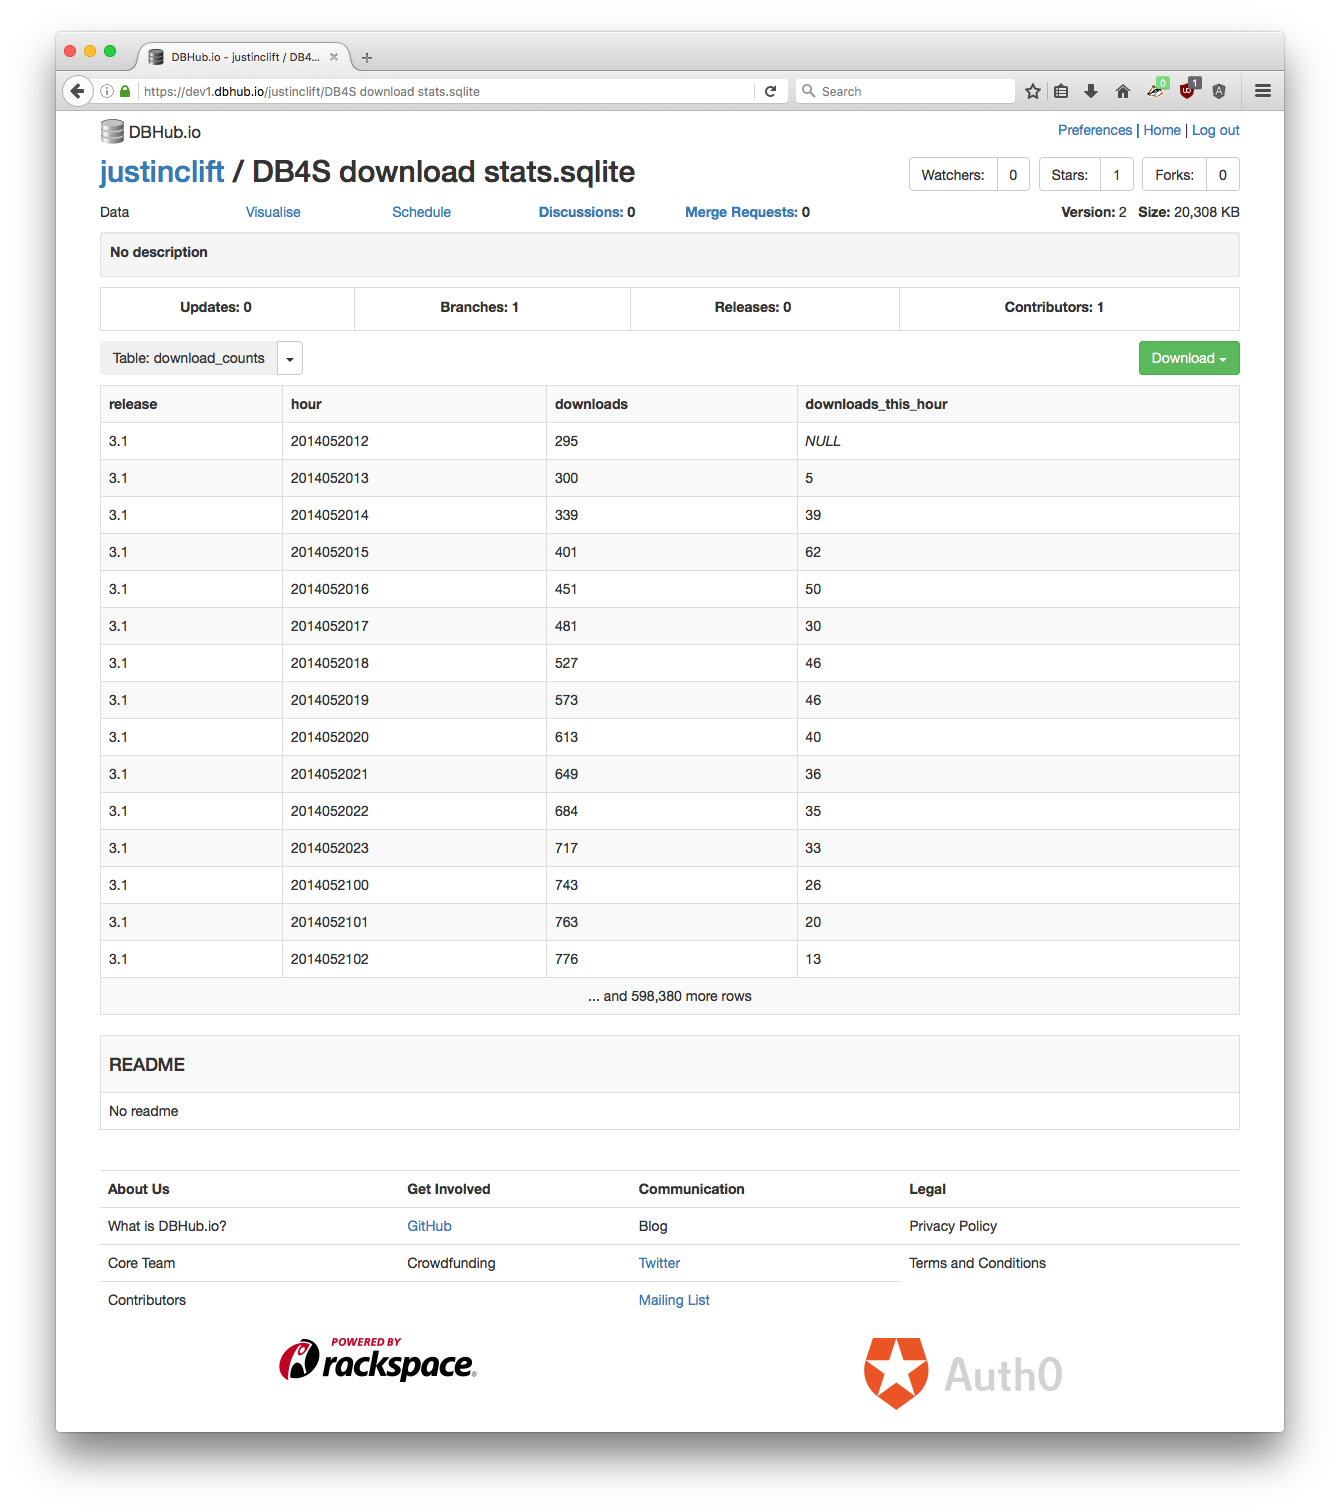 DBHub.io - justinclift / DB4...
https://dev1.dbhub.io/justinclift/DB4S download stats.sqlite
Search
0
1
DBHub.io
Preferences | Home | Log out
justinclift / DB4S download stats.sqlite
Watchers: 0 Stars: 1 Forks: 0
Data Visualise Schedule Discussions: 0 Merge Requests: 0 Version: 2 Size: 20,308 KB
No description
Updates: 0 Branches: 1 Releases: 0 Contributors: 1
Table: download_counts
Download
release hour downloads downloads_this_hour
3.1 2014052012 295 NULL
3.1 2014052013 300 5
3.1 2014052014 339 39
3.1 2014052015 401 62
3.1 2014052016 451 50
3.1 2014052017 481 30
3.1 2014052018 527 46
3.1 2014052019 573 46
3.1 2014052020 613 40
3.1 2014052021 649 36
3.1 2014052022 684 35
3.1 2014052023 717 33
3.1 2014052100 743 26
3.1 2014052101 763 20
3.1 2014052102 776 13
... and 598,380 more rows
README
No readme
About Us Get Involved Communication Legal
What is DBHub.io? GitHub Blog Privacy Policy
Core Team Crowdfunding Twitter Terms and Conditions
Contributors Mailing List
POWERED BY
rackspace®
Auth0